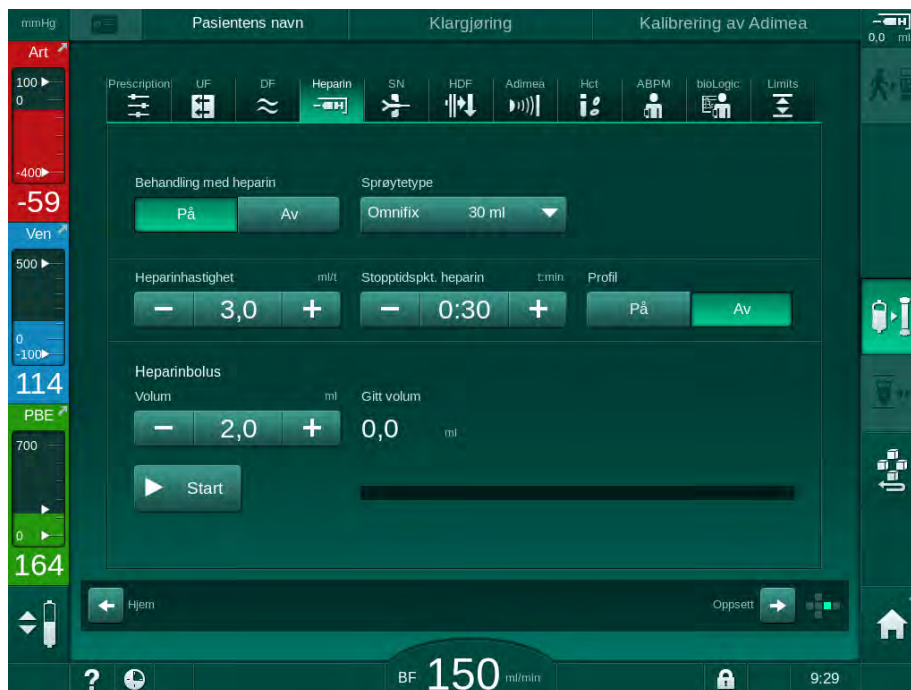 mmHg Pasientens navn Klargjøring Kalibrering av Adimea
0,0 ml
Art
100
0
-400
-59
Ven
500
0
-100
114
PBE
700
0
164
Prescription UF DF Heparin SN HDF Adimea Hct ABPM bioLogic Limits
Behandling med heparin Sprøytetype
På Av Omnifix 30 ml
Heparinhastighet ml/t Stopptidspkt. heparin t:min Profil
− 3,0 + − 0:30 + På Av
Heparinbolus
Volum ml Gitt volum
− 2,0 + 0,0 ml
Start
Hjem Oppsett
? BF 150 ml/min 9:29